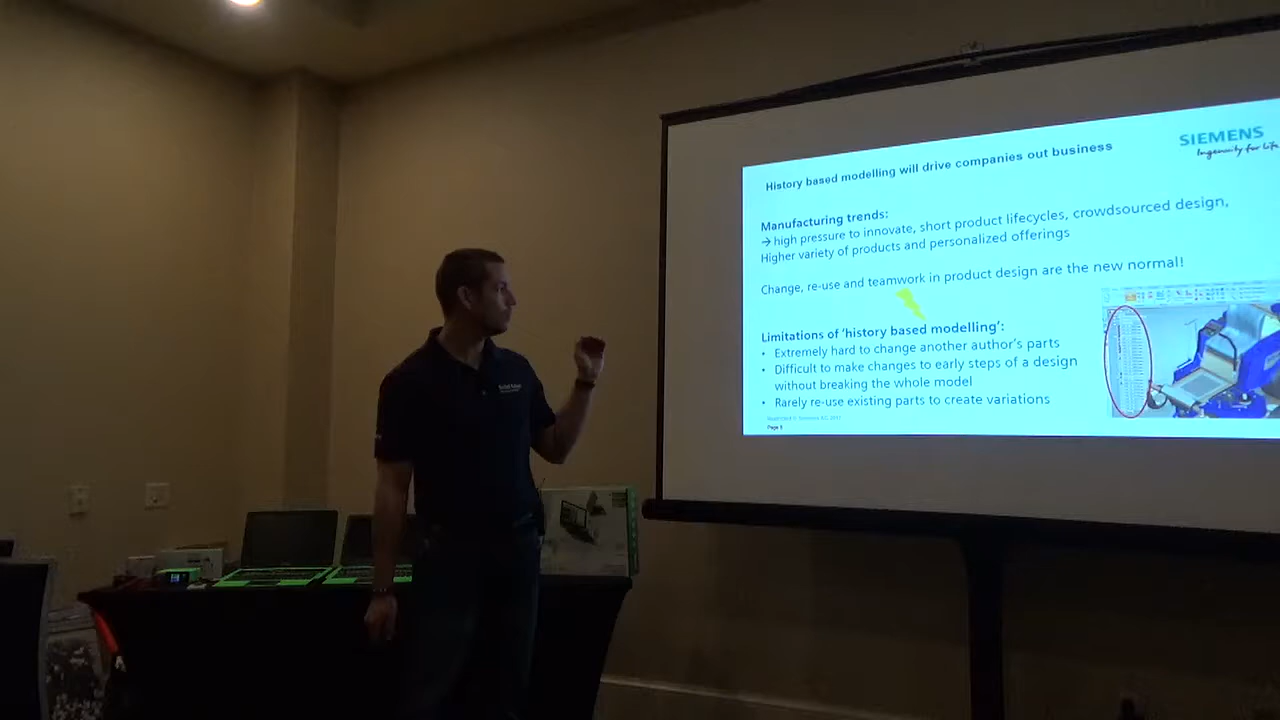 SIEMENS
Ingenuity for life
History based modelling will drive companies out business
Manufacturing trends:
→ high pressure to innovate, short product lifecycles, crowdsourced design,
Higher variety of products and personalized offerings
Change, re-use and teamwork in product design are the new normal!
Limitations of 'history based modelling':
• Extremely hard to change another author's parts
• Difficult to make changes to early steps of a design
without breaking the whole model
• Rarely re-use existing parts to create variations